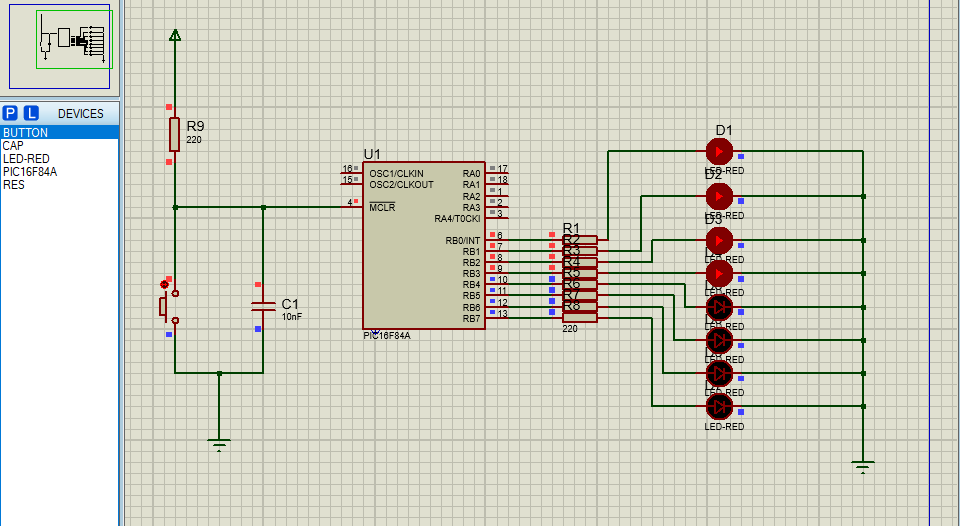 P L DEVICES
BUTTON
CAP
LED-RED
PIC16F84A
RES
R9
220
C1
10nF
U1
16 OSC1/CLKIN
15 OSC2/CLKOUT
4 MCLR
RA0 17
RA1 18
RA2 1
RA3 2
RA4/T0CKI 3
RB0/INT 6
RB1 7
RB2 8
RB3 9
RB4 10
RB5 11
RB6 12
RB7 13
PIC16F84A
R1
R2
R3
R4
R5
R6
R7
R8
220
D1
LED-RED
D2
LED-RED
D3
LED-RED
LED-RED
LED-RED
LED-RED
LED-RED
LED-RED